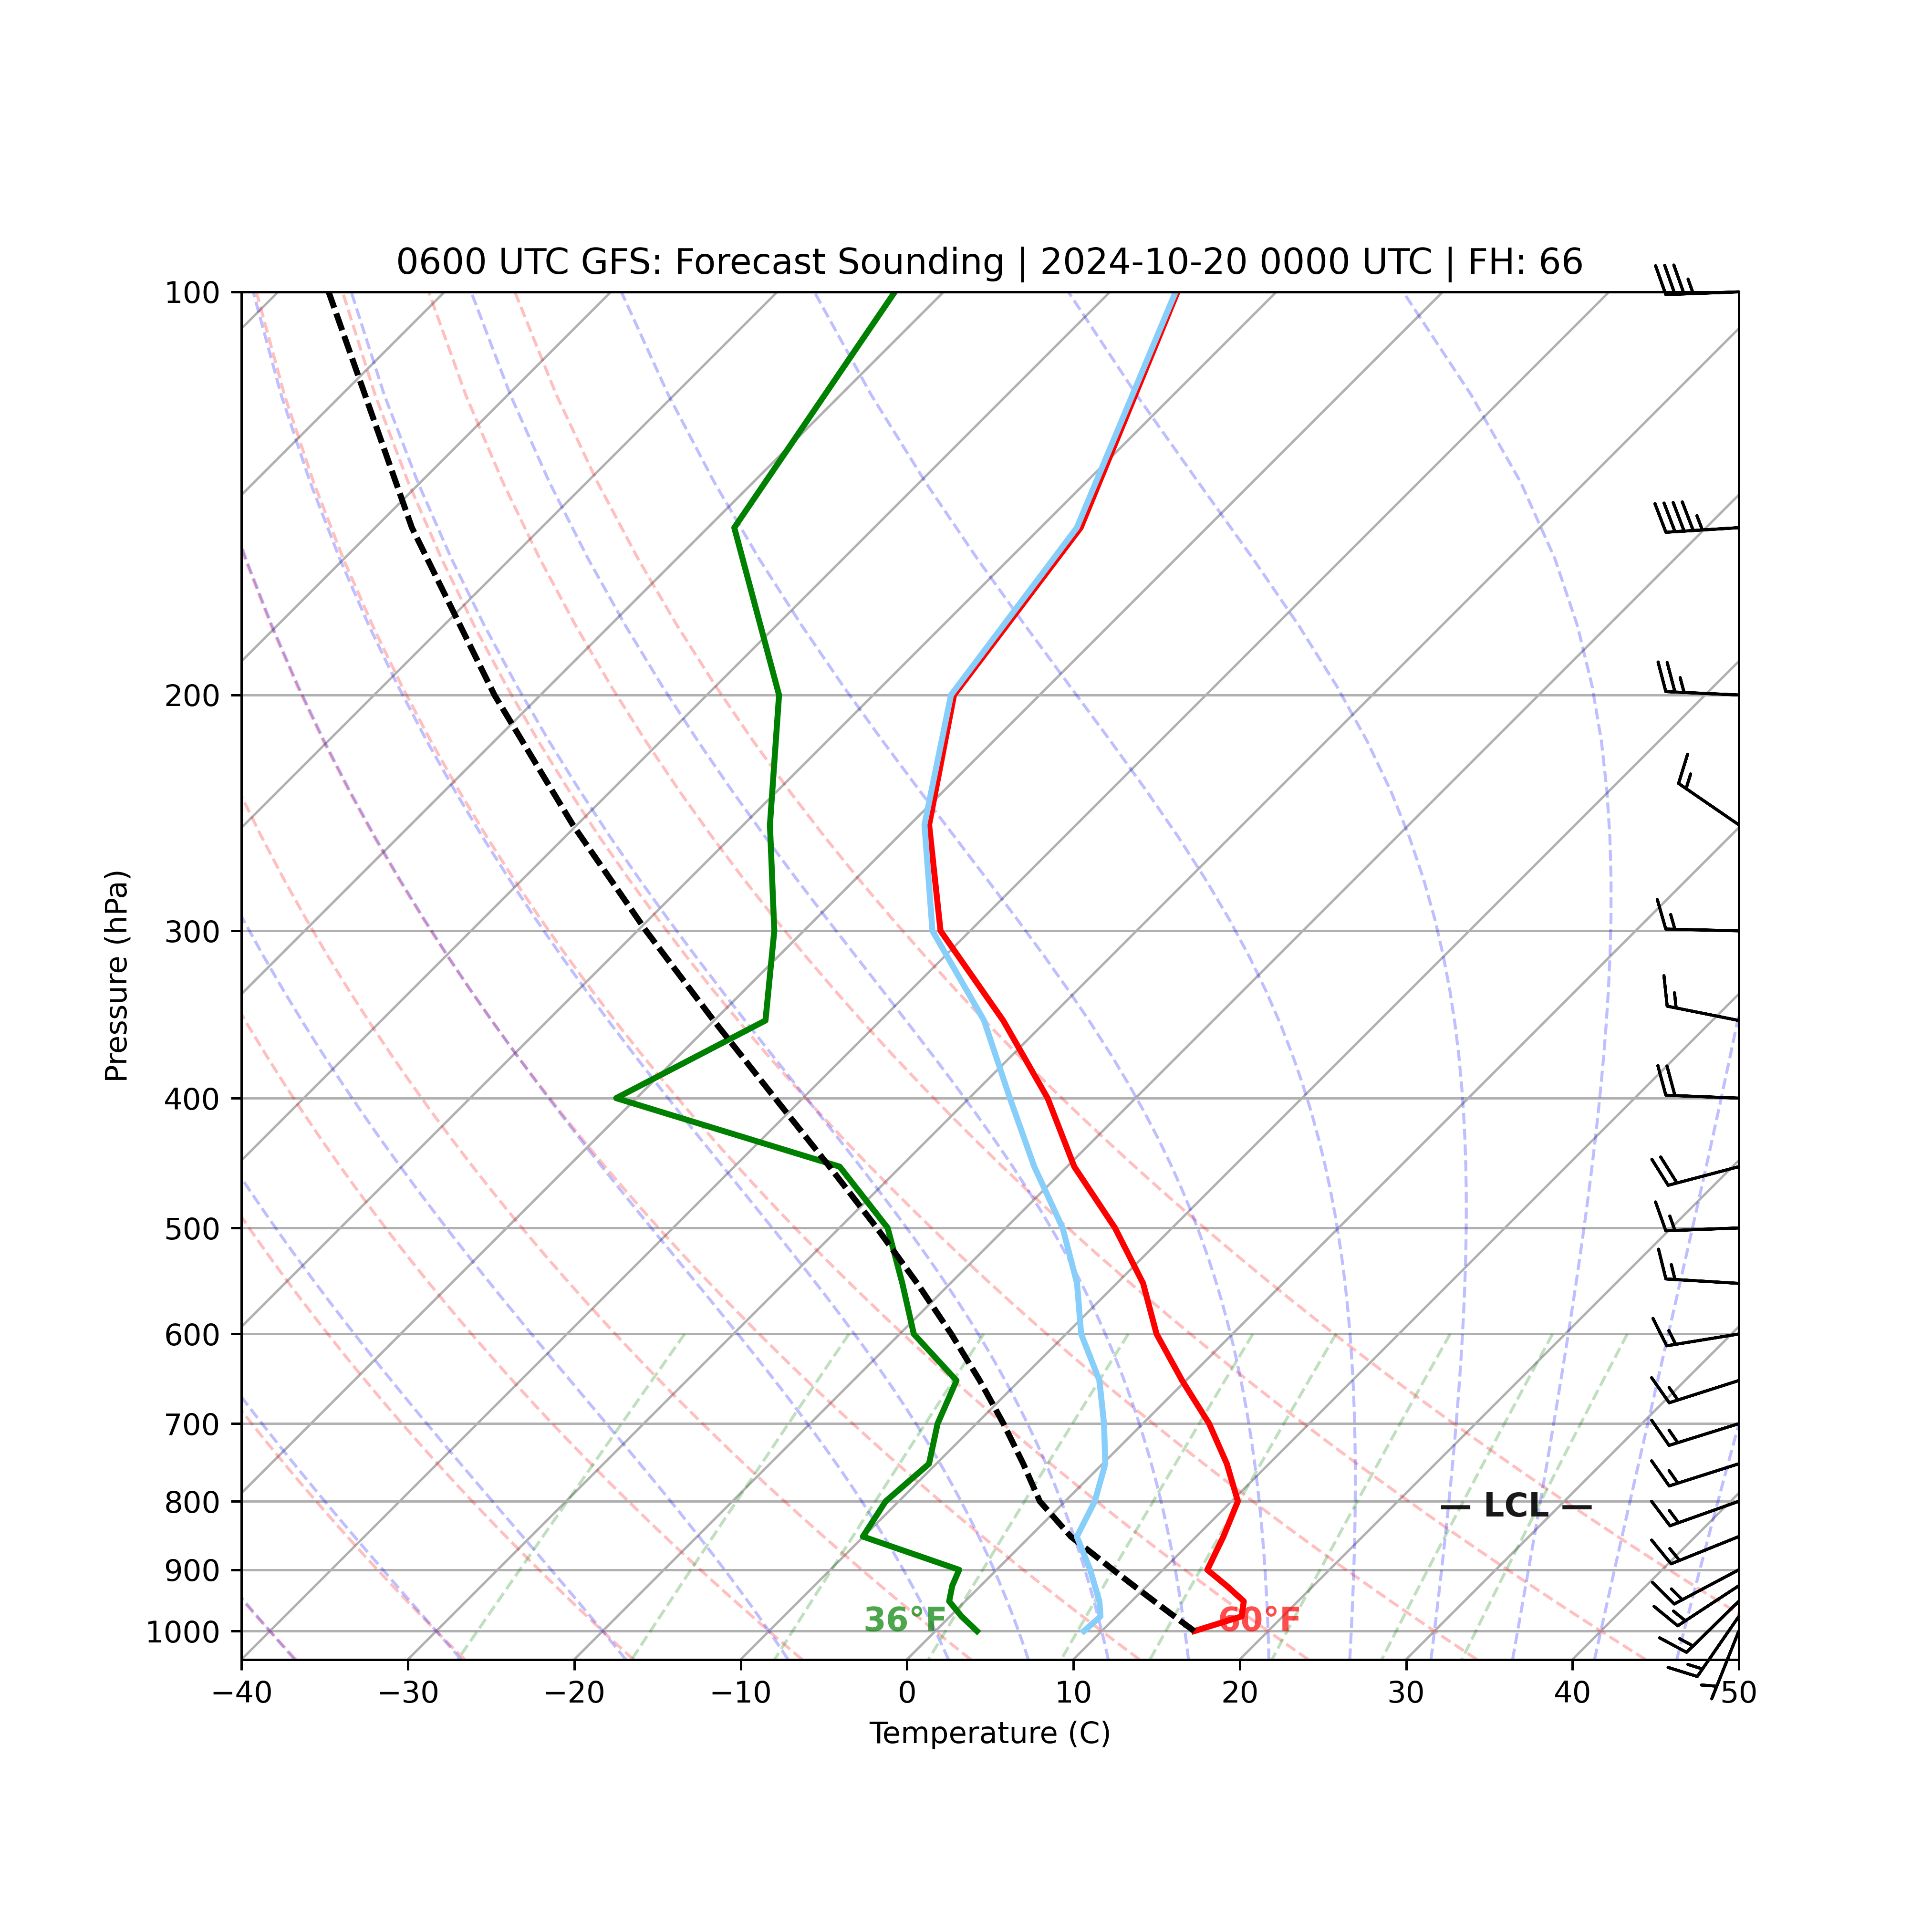 0600 UTC GFS: Forecast Sounding | 2024-10-20 0000 UTC | FH: 66
100
200
300
400
500
600
700
800
900
1000
Pressure (hPa)
— LCL —
36°F
60°F
−40 −30 −20 −10 0 10 20 30 40 50
Temperature (C)